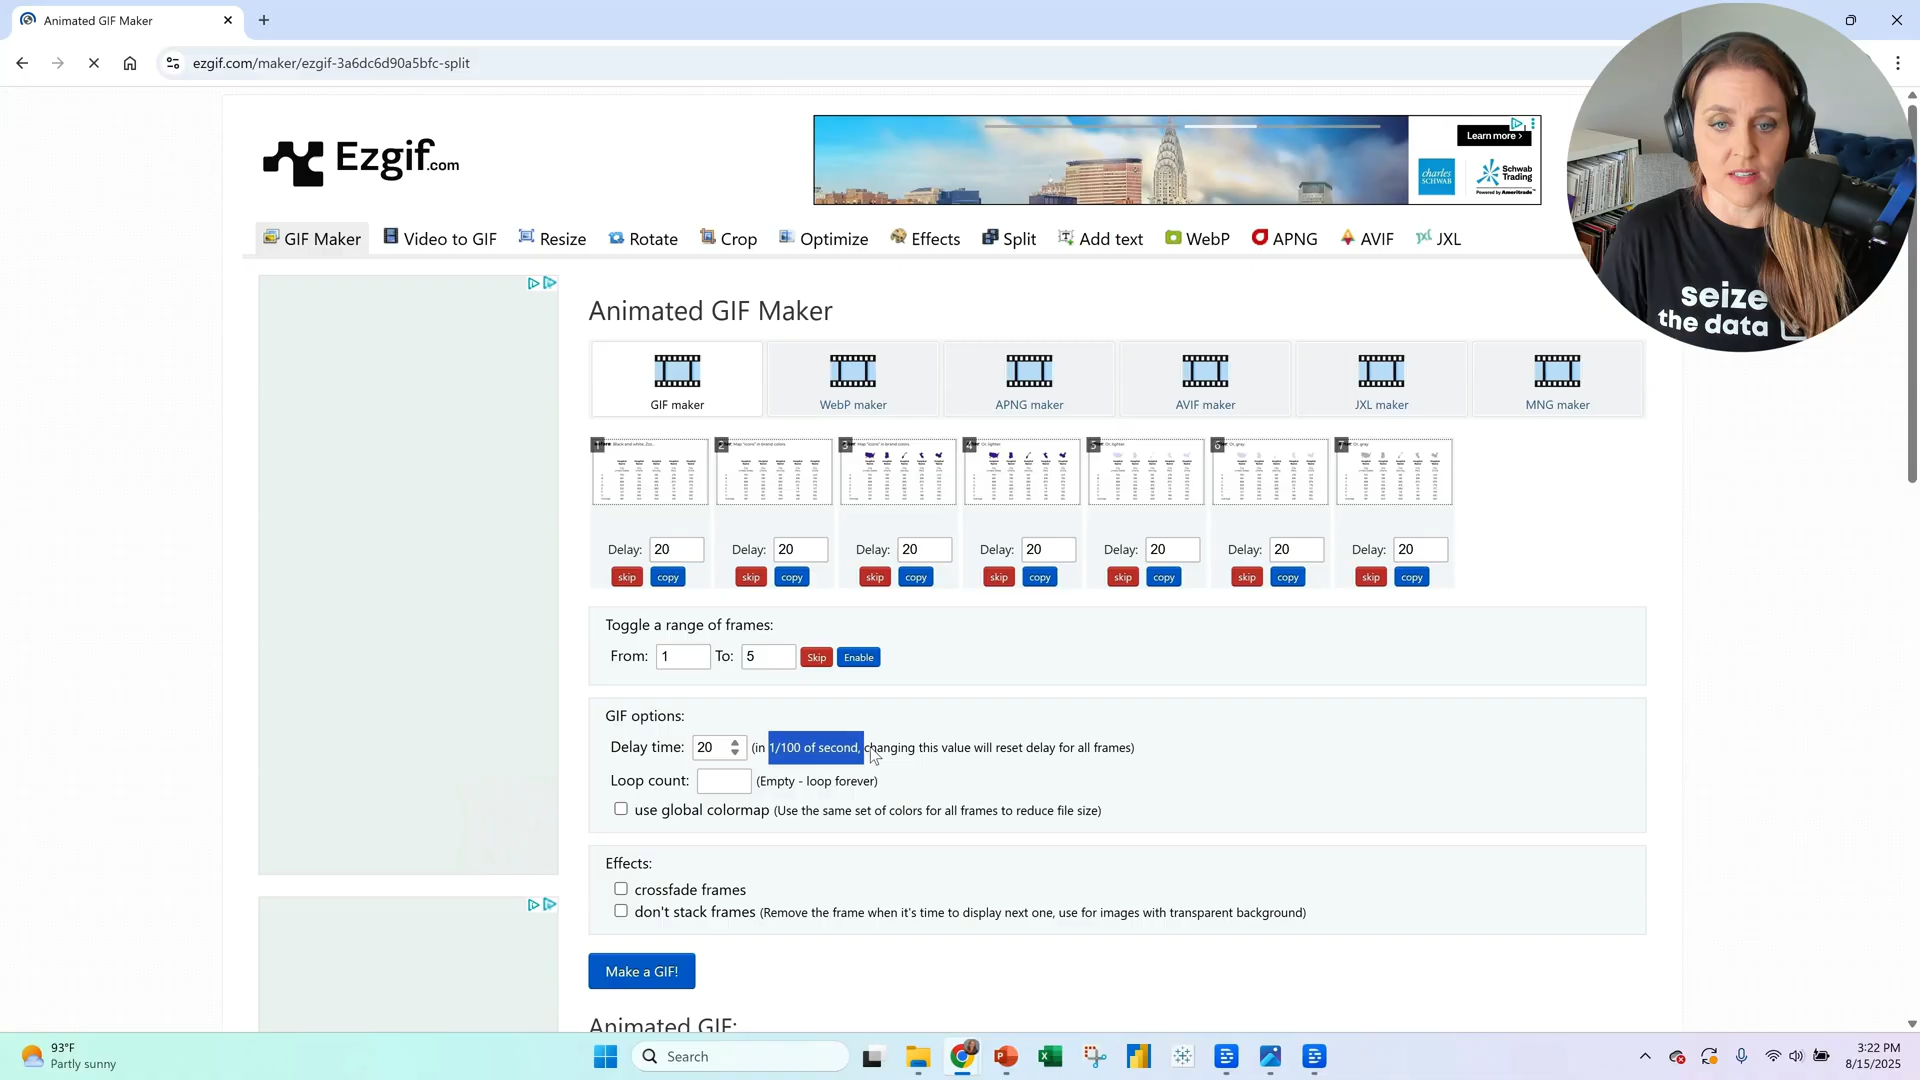 Animated GIF Maker
ezgif.com/maker/ezgif-3a6dc6d90a5bfc-split
Ezgif.com
Learn more >
charles SCHWAB
Schwab Trading
Powered by Ameritrade
GIF Maker Video to GIF Resize Rotate Crop Optimize Effects Split Add text WebP APNG AVIF JXL
seize
the data
Animated GIF Maker
GIF maker WebP maker APNG maker AVIF maker JXL maker MNG maker
1 2 3 4 5 6 7
Delay: 20 Delay: 20 Delay: 20 Delay: 20 Delay: 20 Delay: 20 Delay: 20
skip copy skip copy skip copy skip copy skip copy skip copy skip copy
Toggle a range of frames:
From: 1 To: 5 Skip Enable
GIF options:
Delay time: 20 (in 1/100 of second, changing this value will reset delay for all frames)
Loop count: (Empty - loop forever)
use global colormap (Use the same set of colors for all frames to reduce file size)
Effects:
crossfade frames
don't stack frames (Remove the frame when it's time to display next one, use for images with transparent background)
Make a GIF!
Animated GIF:
93°F
Partly sunny
Search
3:22 PM
8/15/2025